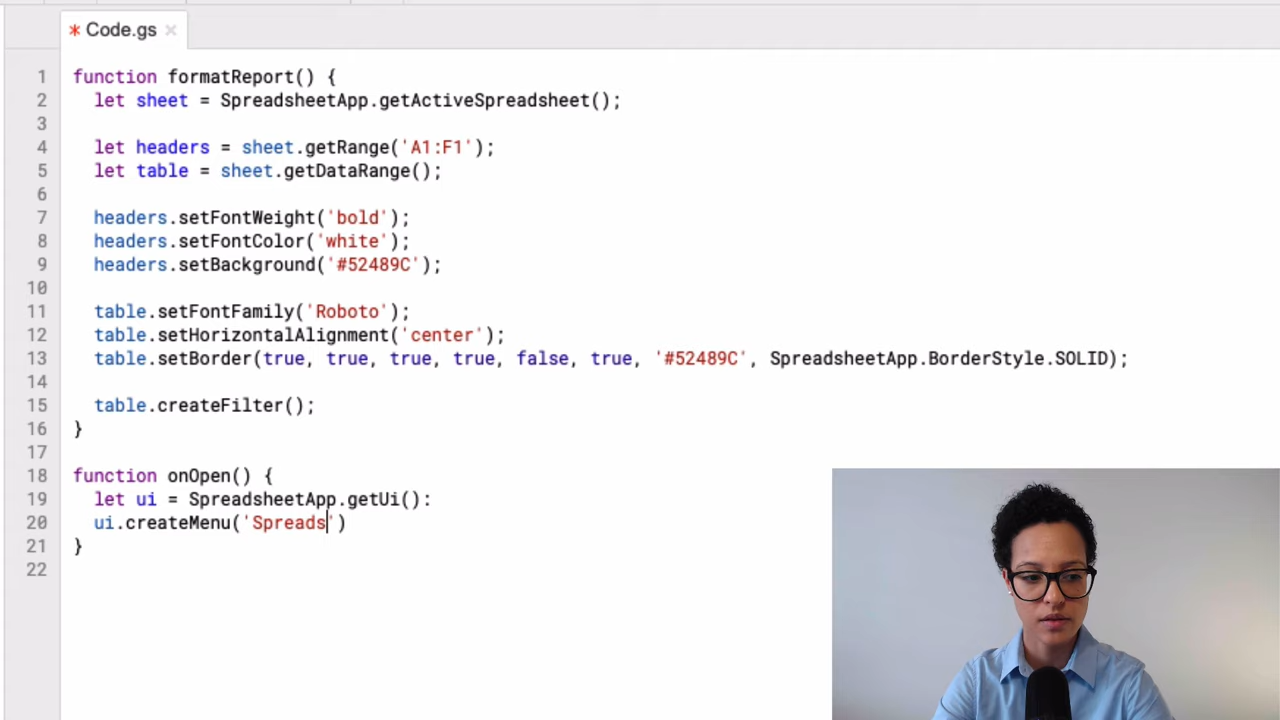 * Code.gs ×
1 function formatReport() {
2 let sheet = SpreadsheetApp.getActiveSpreadsheet();
3
4 let headers = sheet.getRange('A1:F1');
5 let table = sheet.getDataRange();
6
7 headers.setFontWeight('bold');
8 headers.setFontColor('white');
9 headers.setBackground('#52489C');
10
11 table.setFontFamily('Roboto');
12 table.setHorizontalAlignment('center');
13 table.setBorder(true, true, true, true, false, true, '#52489C', SpreadsheetApp.BorderStyle.SOLID);
14
15 table.createFilter();
16 }
17
18 function onOpen() {
19 let ui = SpreadsheetApp.getUi():
20 ui.createMenu('Spreads')
21 }
22